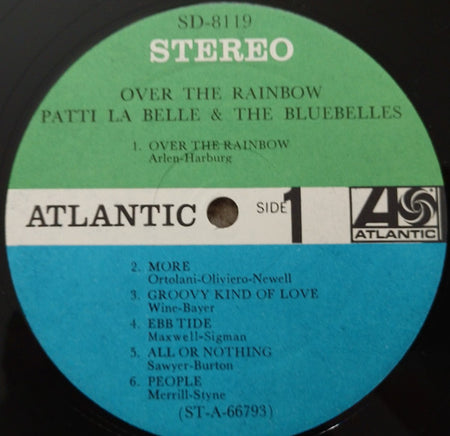 SD-8119
STEREO
OVER THE RAINBOW
PATTI LA BELLE & THE BLUEBELLES
1. OVER THE RAINBOW
Arlen-Harburg
ATLANTIC SIDE 1 ATLANTIC
2. MORE
Ortolani-Oliviero-Newell
3. GROOVY KIND OF LOVE
Wine-Bayer
4. EBB TIDE
Maxwell-Sigman
5. ALL OR NOTHING
Sawyer-Burton
6. PEOPLE
Merrill-Styne
(ST-A-66793)